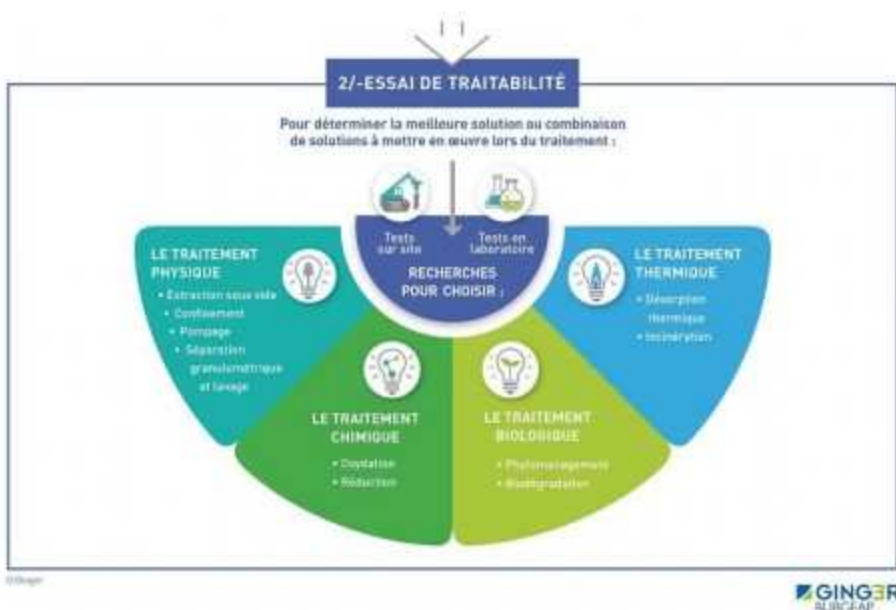 2/-ESSAI DE TRAITABILITÉ
Pour déterminer la meilleure solution ou combinaison
de solutions à mettre en œuvre lors du traitement :
Tests
sur site
Tests en
laboratoire
RECHERCHES
POUR CHOISIR :
LE TRAITEMENT
PHYSIQUE
• Extraction sous vide
• Confinement
• Pompage
• Séparation
granulométrique
et lavage
LE TRAITEMENT
CHIMIQUE
• Oxydation
• Réduction
LE TRAITEMENT
BIOLOGIQUE
• Phytomanagement
• Biodégradation
LE TRAITEMENT
THERMIQUE
• Désorption
thermique
• Incinération
GINGER
BURGEAP